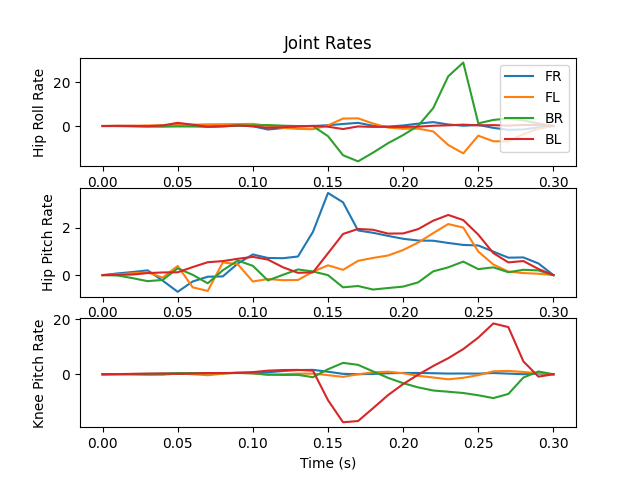 Joint Rates
Hip Roll Rate
20
0
FR
FL
BR
BL
0.00 0.05 0.10 0.15 0.20 0.25 0.30
Hip Pitch Rate
2
0
0.00 0.05 0.10 0.15 0.20 0.25 0.30
Knee Pitch Rate
20
0
0.00 0.05 0.10 0.15 0.20 0.25 0.30
Time (s)